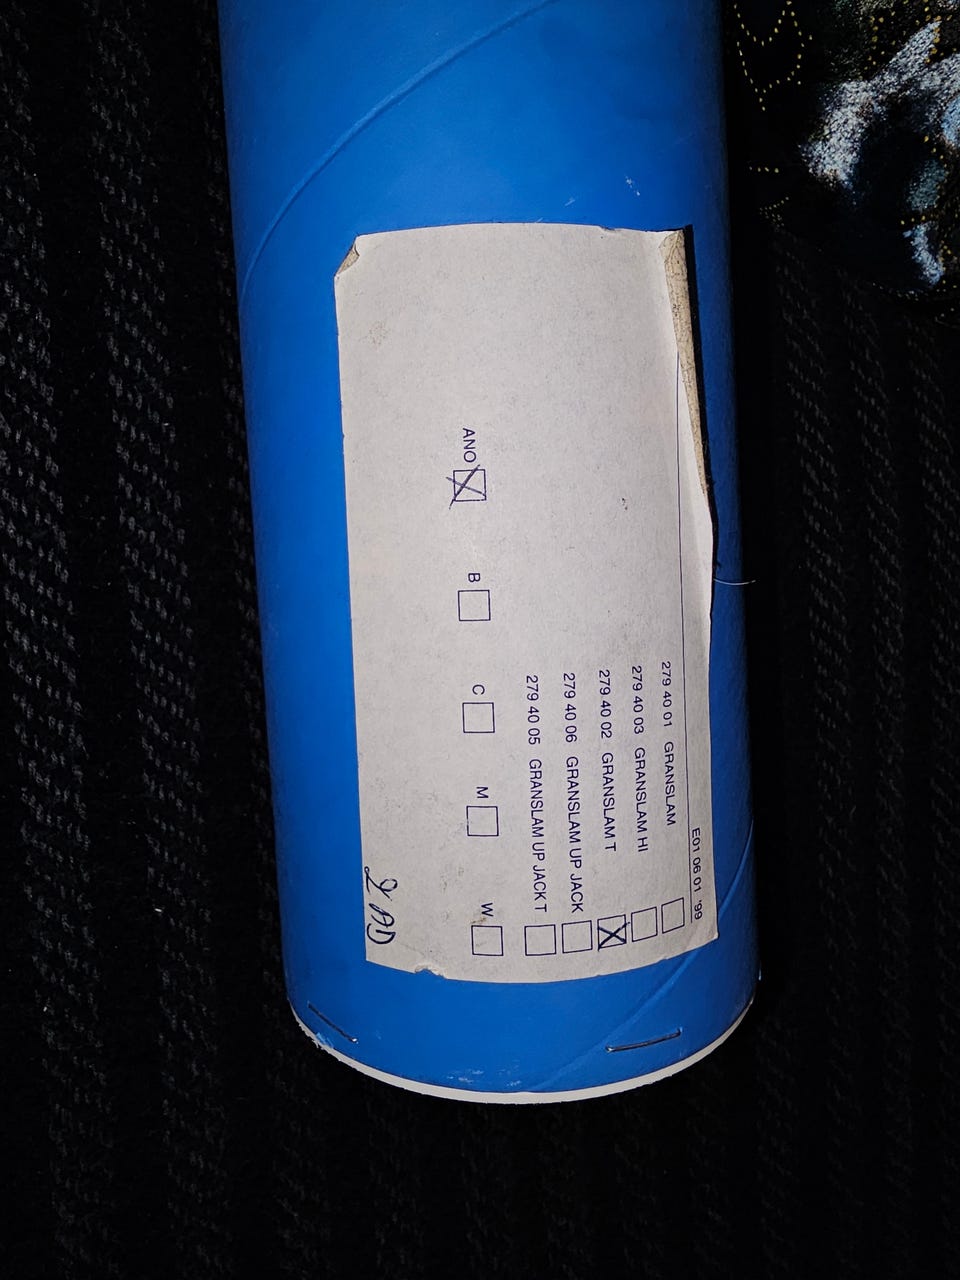 E01 06 01 '99
279 40 01 GRANSLAM
279 40 03 GRANSLAM HI
279 40 02 GRANSLAM T X
279 40 06 GRANSLAM UP JACK
279 40 05 GRANSLAM UP JACK T
ANO X B C M W